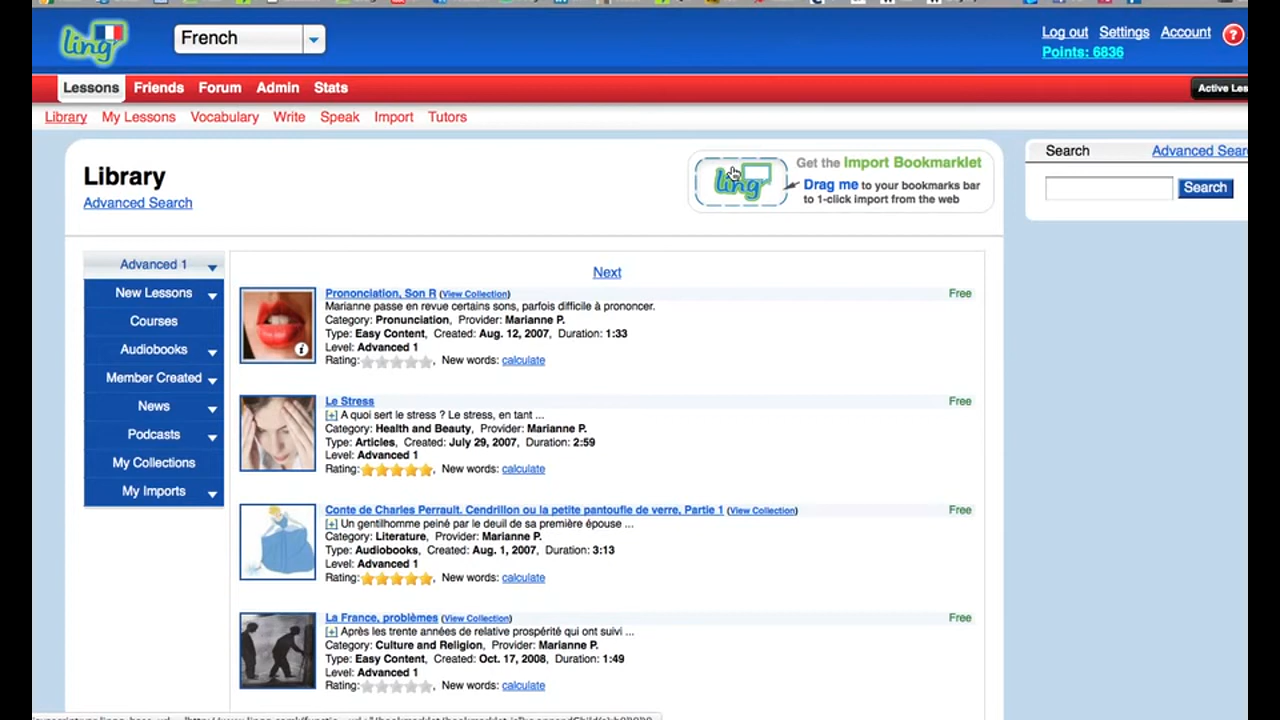 ling
French
Log out Settings Account ?
Points: 6836
Lessons Friends Forum Admin Stats
Active Les
Library My Lessons Vocabulary Write Speak Import Tutors
Library
Advanced Search
ling
Get the Import Bookmarklet
Drag me to your bookmarks bar
to 1-click import from the web
Search Advanced Sear
Search
Advanced 1
New Lessons
Courses
Audiobooks
Member Created
News
Podcasts
My Collections
My Imports
Next
Prononciation, Son R (View Collection) Free
Marianne passe en revue certains sons, parfois difficile à prononcer.
Category: Pronunciation, Provider: Marianne P.
Type: Easy Content, Created: Aug. 12, 2007, Duration: 1:33
Level: Advanced 1
Rating: , New words: calculate
Le Stress Free
[+] A quoi sert le stress ? Le stress, en tant ...
Category: Health and Beauty, Provider: Marianne P.
Type: Articles, Created: July 29, 2007, Duration: 2:59
Level: Advanced 1
Rating: , New words: calculate
Conte de Charles Perrault. Cendrillon ou la petite pantoufle de verre, Partie 1 (View Collection) Free
[+] Un gentilhomme peiné par le deuil de sa première épouse ...
Category: Literature, Provider: Marianne P.
Type: Audiobooks, Created: Aug. 1, 2007, Duration: 3:13
Level: Advanced 1
Rating: , New words: calculate
La France, problèmes (View Collection) Free
[+] Après les trente années de relative prospérité qui ont suivi ...
Category: Culture and Religion, Provider: Marianne P.
Type: Easy Content, Created: Oct. 17, 2008, Duration: 1:49
Level: Advanced 1
Rating: , New words: calculate